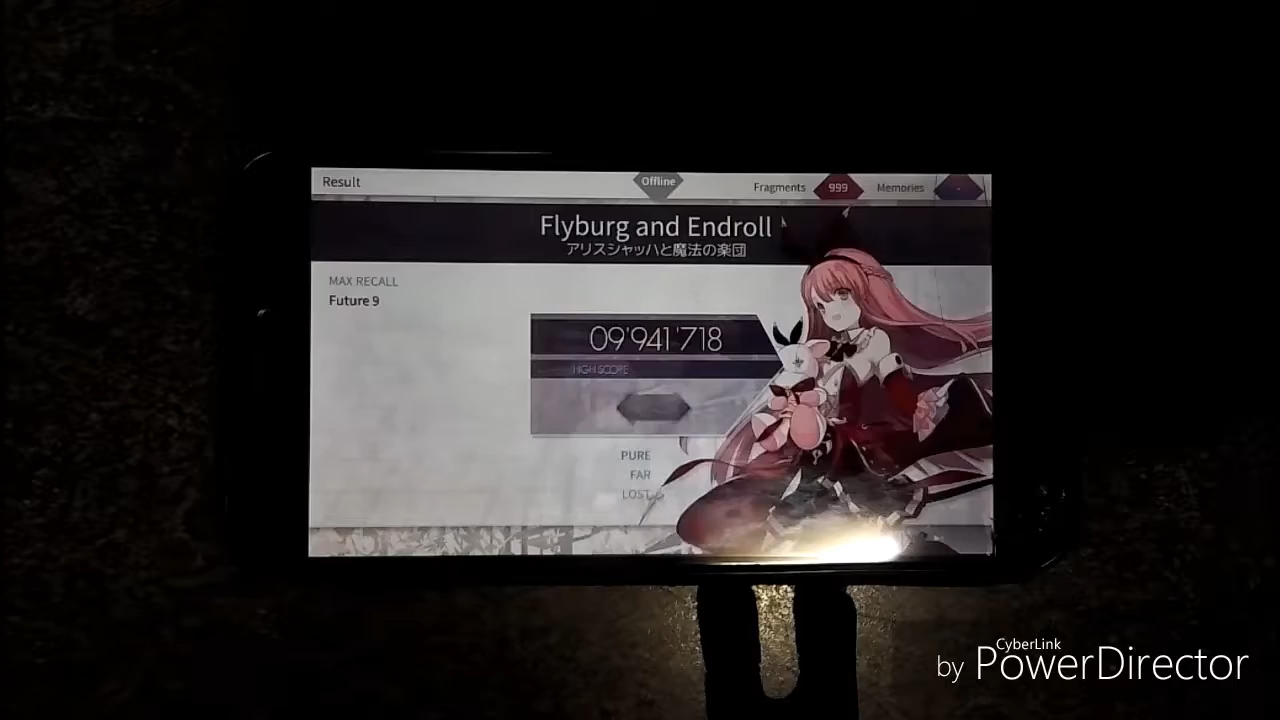 Result
Offline
Fragments 999 Memories
Flyburg and Endroll
アリスシャッハと魔法の楽団
MAX RECALL
Future 9
09'941'718
HIGH SCORE
PURE
FAR
LOST
CyberLink
by PowerDirector